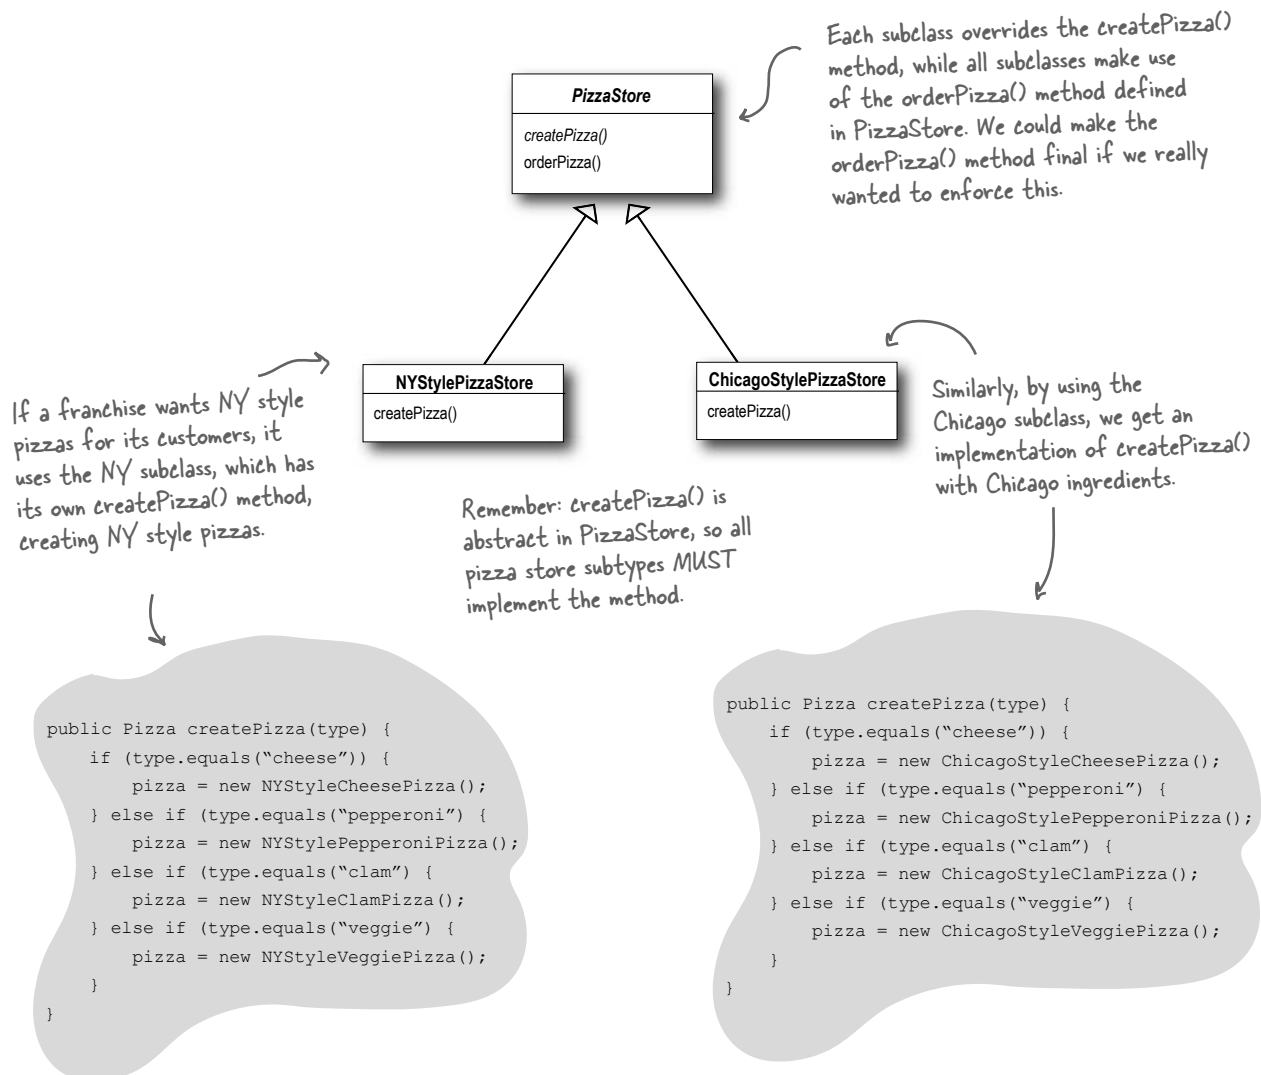 Each subclass overrides the createPizza()
method, while all subclasses make use
of the orderPizza() method defined
in PizzaStore. We could make the
orderPizza() method final if we really
wanted to enforce this.
PizzaStore
createPizza()
orderPizza()
NYStylePizzaStore
createPizza()
ChicagoStylePizzaStore
createPizza()
If a franchise wants NY style
pizzas for its customers, it
uses the NY subclass, which has
its own createPizza() method,
creating NY style pizzas.
Similarly, by using the
Chicago subclass, we get an
implementation of createPizza()
with Chicago ingredients.
Remember: createPizza() is
abstract in PizzaStore, so all
pizza store subtypes MUST
implement the method.
public Pizza createPizza(type) {
if (type.equals(“cheese”)) {
pizza = new NYStyleCheesePizza();
} else if (type.equals(“pepperoni”) {
pizza = new NYStylePepperoniPizza();
} else if (type.equals(“clam”) {
pizza = new NYStyleClamPizza();
} else if (type.equals(“veggie”) {
pizza = new NYStyleVeggiePizza();
}
}
public Pizza createPizza(type) {
if (type.equals(“cheese”)) {
pizza = new ChicagoStyleCheesePizza();
} else if (type.equals(“pepperoni”) {
pizza = new ChicagoStylePepperoniPizza();
} else if (type.equals(“clam”) {
pizza = new ChicagoStyleClamPizza();
} else if (type.equals(“veggie”) {
pizza = new ChicagoStyleVeggiePizza();
}
}